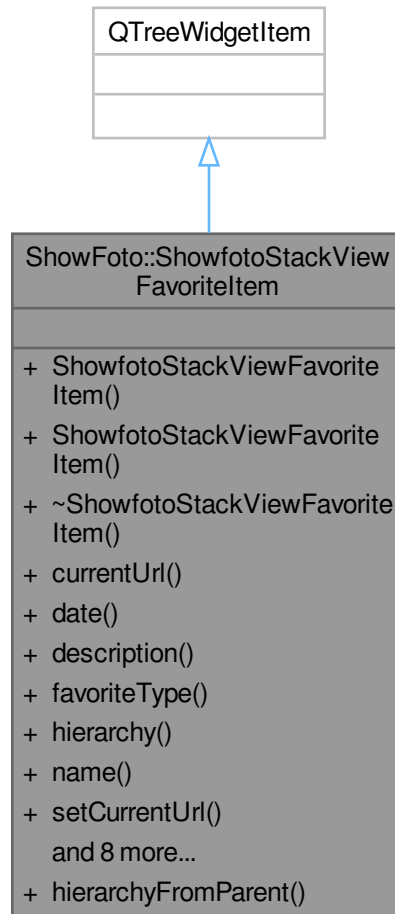 QTreeWidgetItem
ShowFoto::ShowfotoStackView
FavoriteItem
+ ShowfotoStackViewFavorite
Item()
+ ShowfotoStackViewFavorite
Item()
+ ~ShowfotoStackViewFavorite
Item()
+ currentUrl()
+ date()
+ description()
+ favoriteType()
+ hierarchy()
+ name()
+ setCurrentUrl()
and 8 more...
+ hierarchyFromParent()